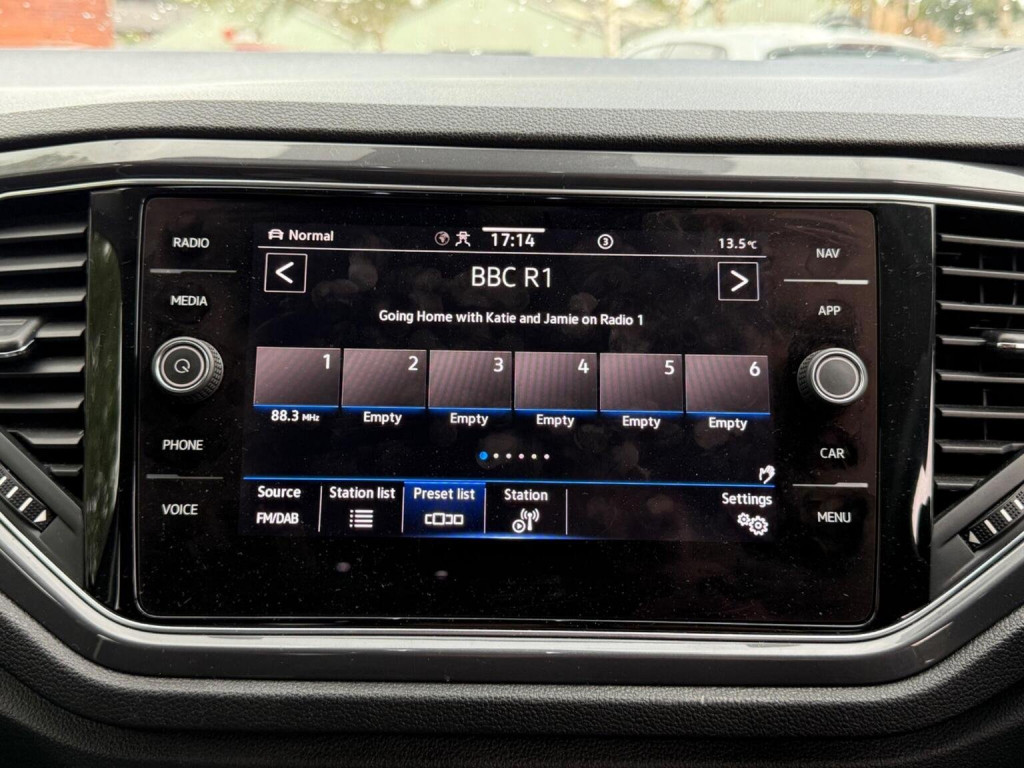 RADIO
MEDIA
PHONE
VOICE
Normal
17:14
3
13.5°C
BBC R1
Going Home with Katie and Jamie on Radio 1
1 2 3 4 5 6
88.3 MHz Empty Empty Empty Empty Empty
Source Station list Preset list Station Settings
FM/DAB
NAV
APP
CAR
MENU